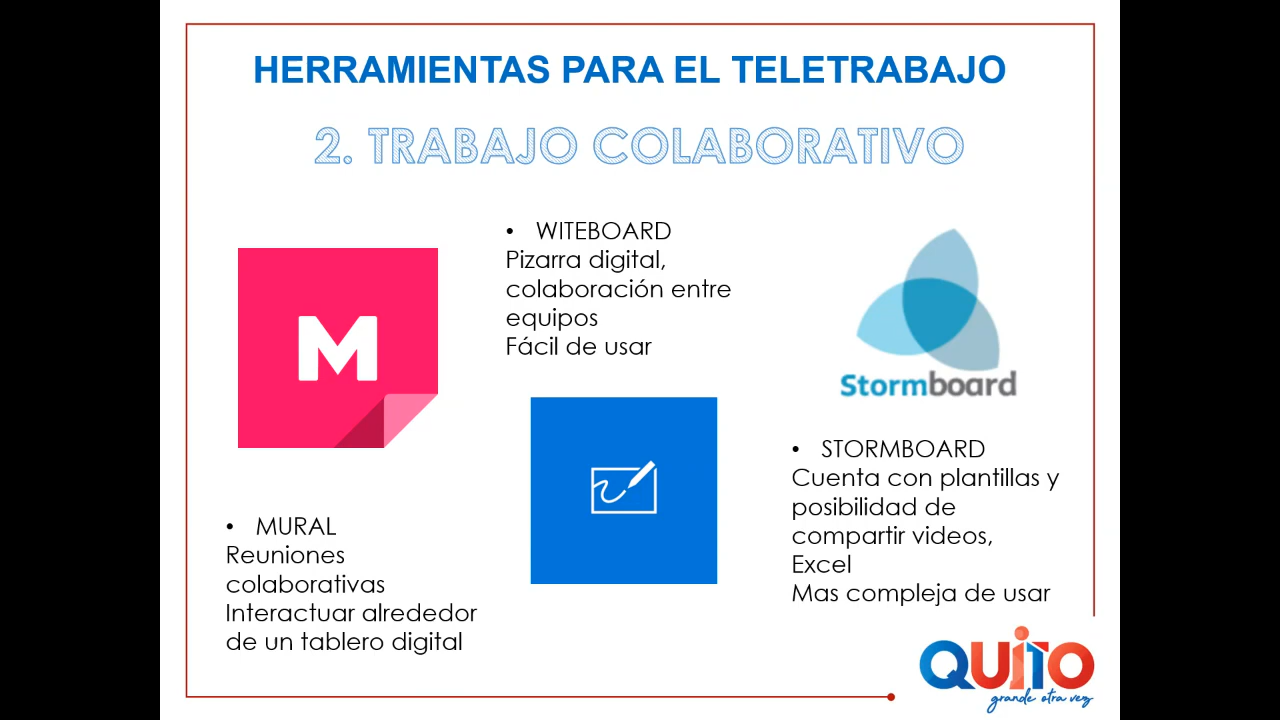 HERRAMIENTAS PARA EL TELETRABAJO
2. TRABAJO COLABORATIVO
M
• MURAL
Reuniones
colaborativas
Interactuar alrededor
de un tablero digital
• WITEBOARD
Pizarra digital,
colaboración entre
equipos
Fácil de usar
Stormboard
• STORMBOARD
Cuenta con plantillas y
posibilidad de
compartir videos,
Excel
Mas compleja de usar
QUITO
grande otra vez